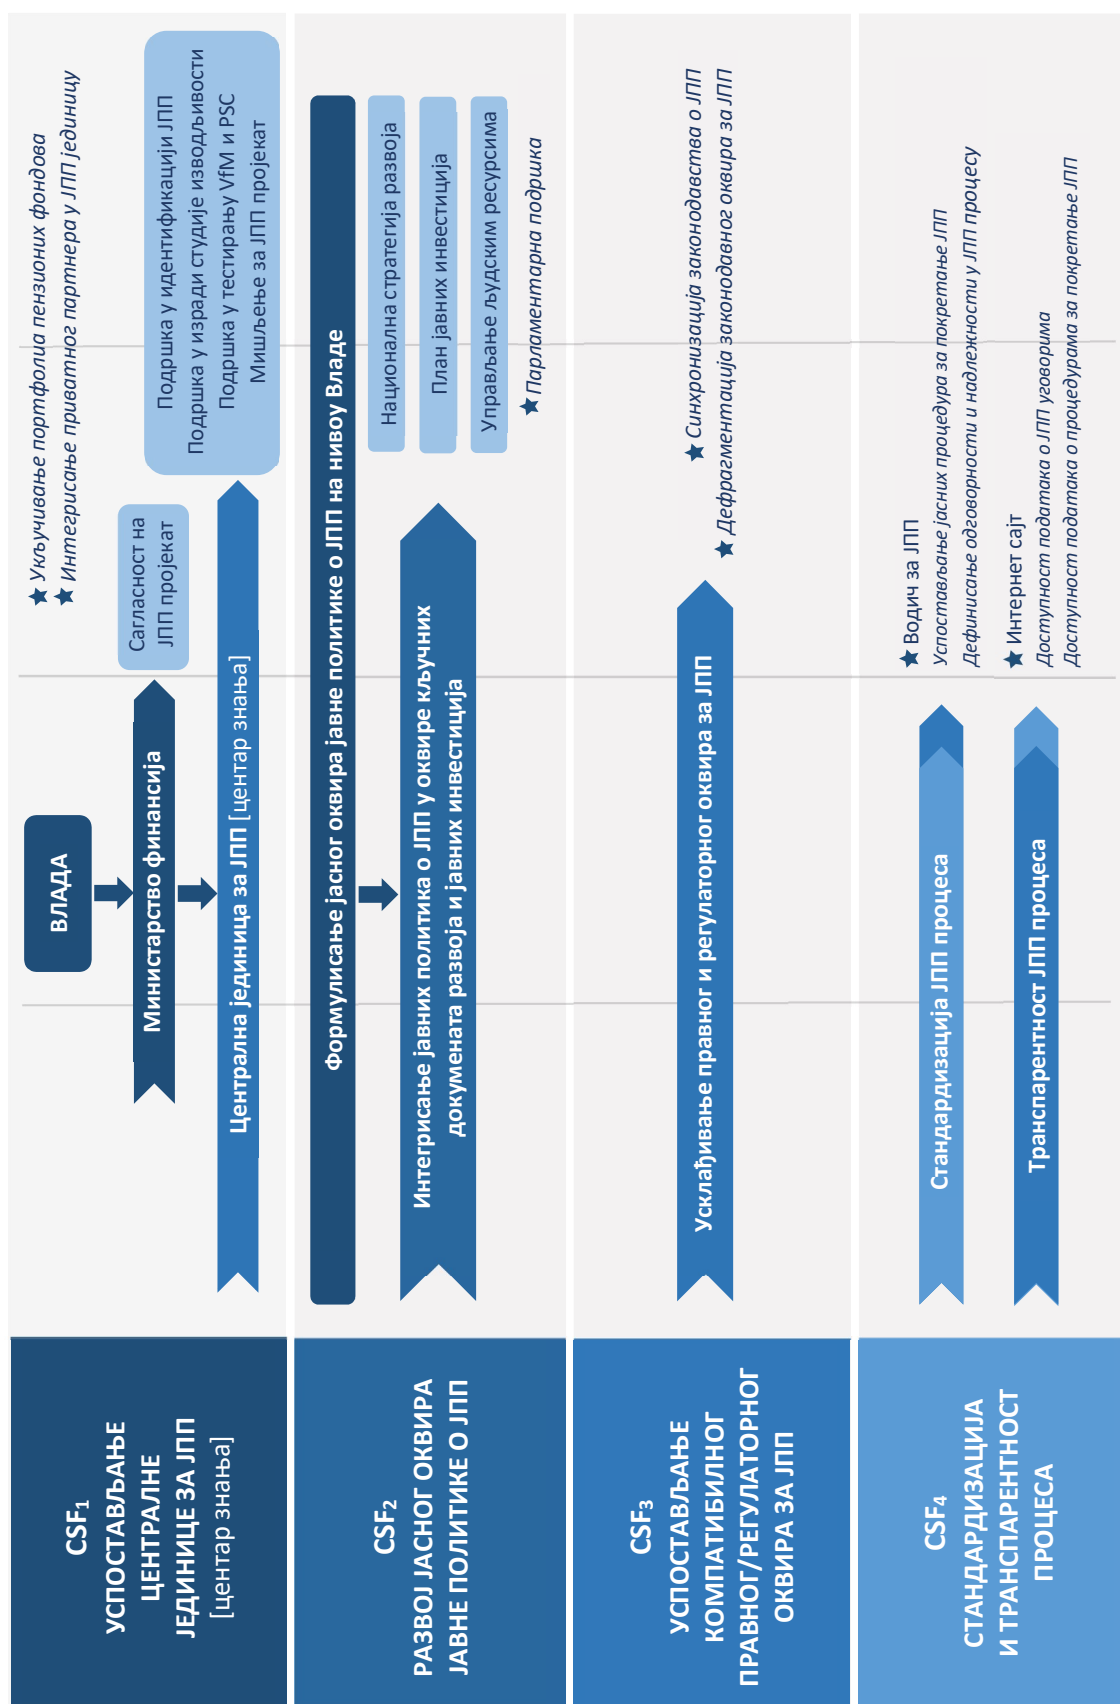 CSF1
УСПОСТАВЉАЊЕ
ЦЕНТРАЛНЕ
ЈЕДИНИЦЕ ЗА ЈПП
[центар знања]
ВЛАДА
Министарство финансија
Централна јединица за ЈПП [центар знања]
Сагласност на
ЈПП пројекат
Укључивање портфолиа пензионих фондова
Интегрисање приватног партнера у ЈПП јединицу
Подршка у идентификацији ЈПП
Подршка у изради студије изводљивости
Подршка у тестирању VfM и PSC
Мишљење за ЈПП пројекат
CSF2
РАЗВОЈ ЈАСНОГ ОКВИРА
ЈАВНЕ ПОЛИТИКЕ О ЈПП
Формулисање јасног оквира јавне политике о ЈПП на нивоу Владе
Интегрисање јавних политика о ЈПП у оквире кључних
докумената развоја и јавних инвестиција
Национална стратегија развоја
План јавних инвестиција
Управљање људским ресурсима
Парламентарна подршка
CSF3
УСПОСТАВЉАЊЕ
КОМПАТИБИЛНОГ
ПРАВНОГ/РЕГУЛАТОРНОГ
ОКВИРА ЗА ЈПП
Усклађивање правног и регулаторног оквира за ЈПП
Синхронизација законодавства о ЈПП
Дефрагментација законодавног оквира за ЈПП
CSF4
СТАНДАРДИЗАЦИЈА
И ТРАНСПАРЕНТНОСТ
ПРОЦЕСА
Стандардизација ЈПП процеса
Транспарентност ЈПП процеса
Водич за ЈПП
Успостављање јасних процедура за покретање ЈПП
Дефинисање одговорности и надлежности у ЈПП процесу
Интернет сајт
Доступност података о ЈПП уговорима
Доступност података о процедурама за покретање ЈПП